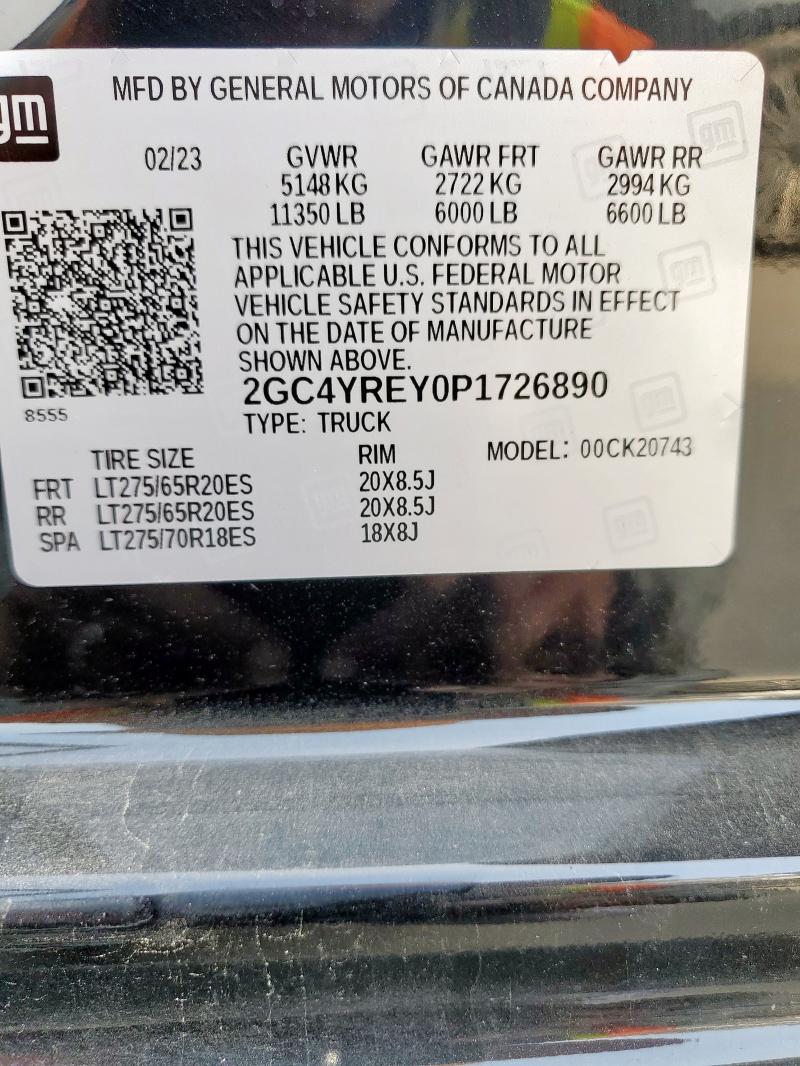 gm
MFD BY GENERAL MOTORS OF CANADA COMPANY
02/23 GVWR GAWR FRT GAWR RR
5148 KG 2722 KG 2994 KG
11350 LB 6000 LB 6600 LB
THIS VEHICLE CONFORMS TO ALL
APPLICABLE U.S. FEDERAL MOTOR
VEHICLE SAFETY STANDARDS IN EFFECT
ON THE DATE OF MANUFACTURE
SHOWN ABOVE.
2GC4YREY0P1726890
8555
TYPE: TRUCK
TIRE SIZE RIM MODEL: 00CK20743
FRT LT275/65R20ES 20X8.5J
RR LT275/65R20ES 20X8.5J
SPA LT275/70R18ES 18X8J